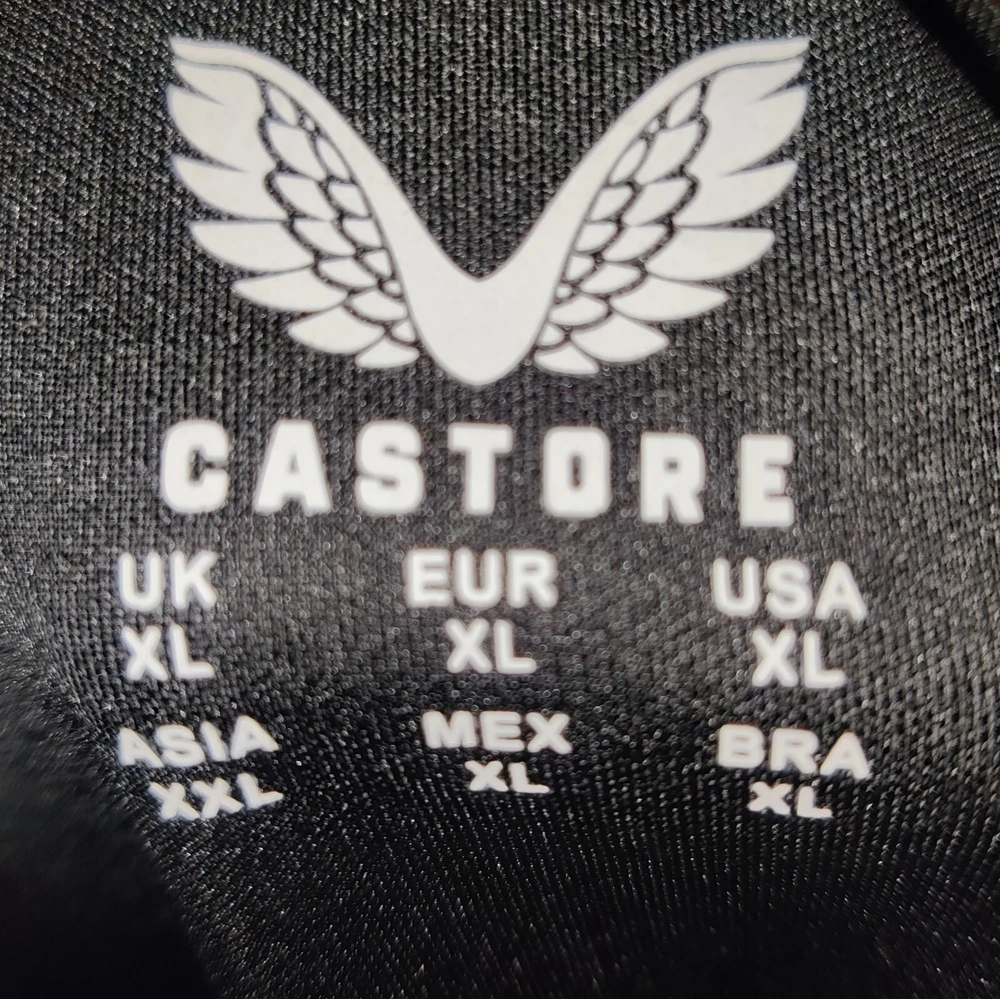 CASTORE
UK EUR USA
XL XL XL
ASIA MEX BRA
XXL XL XL